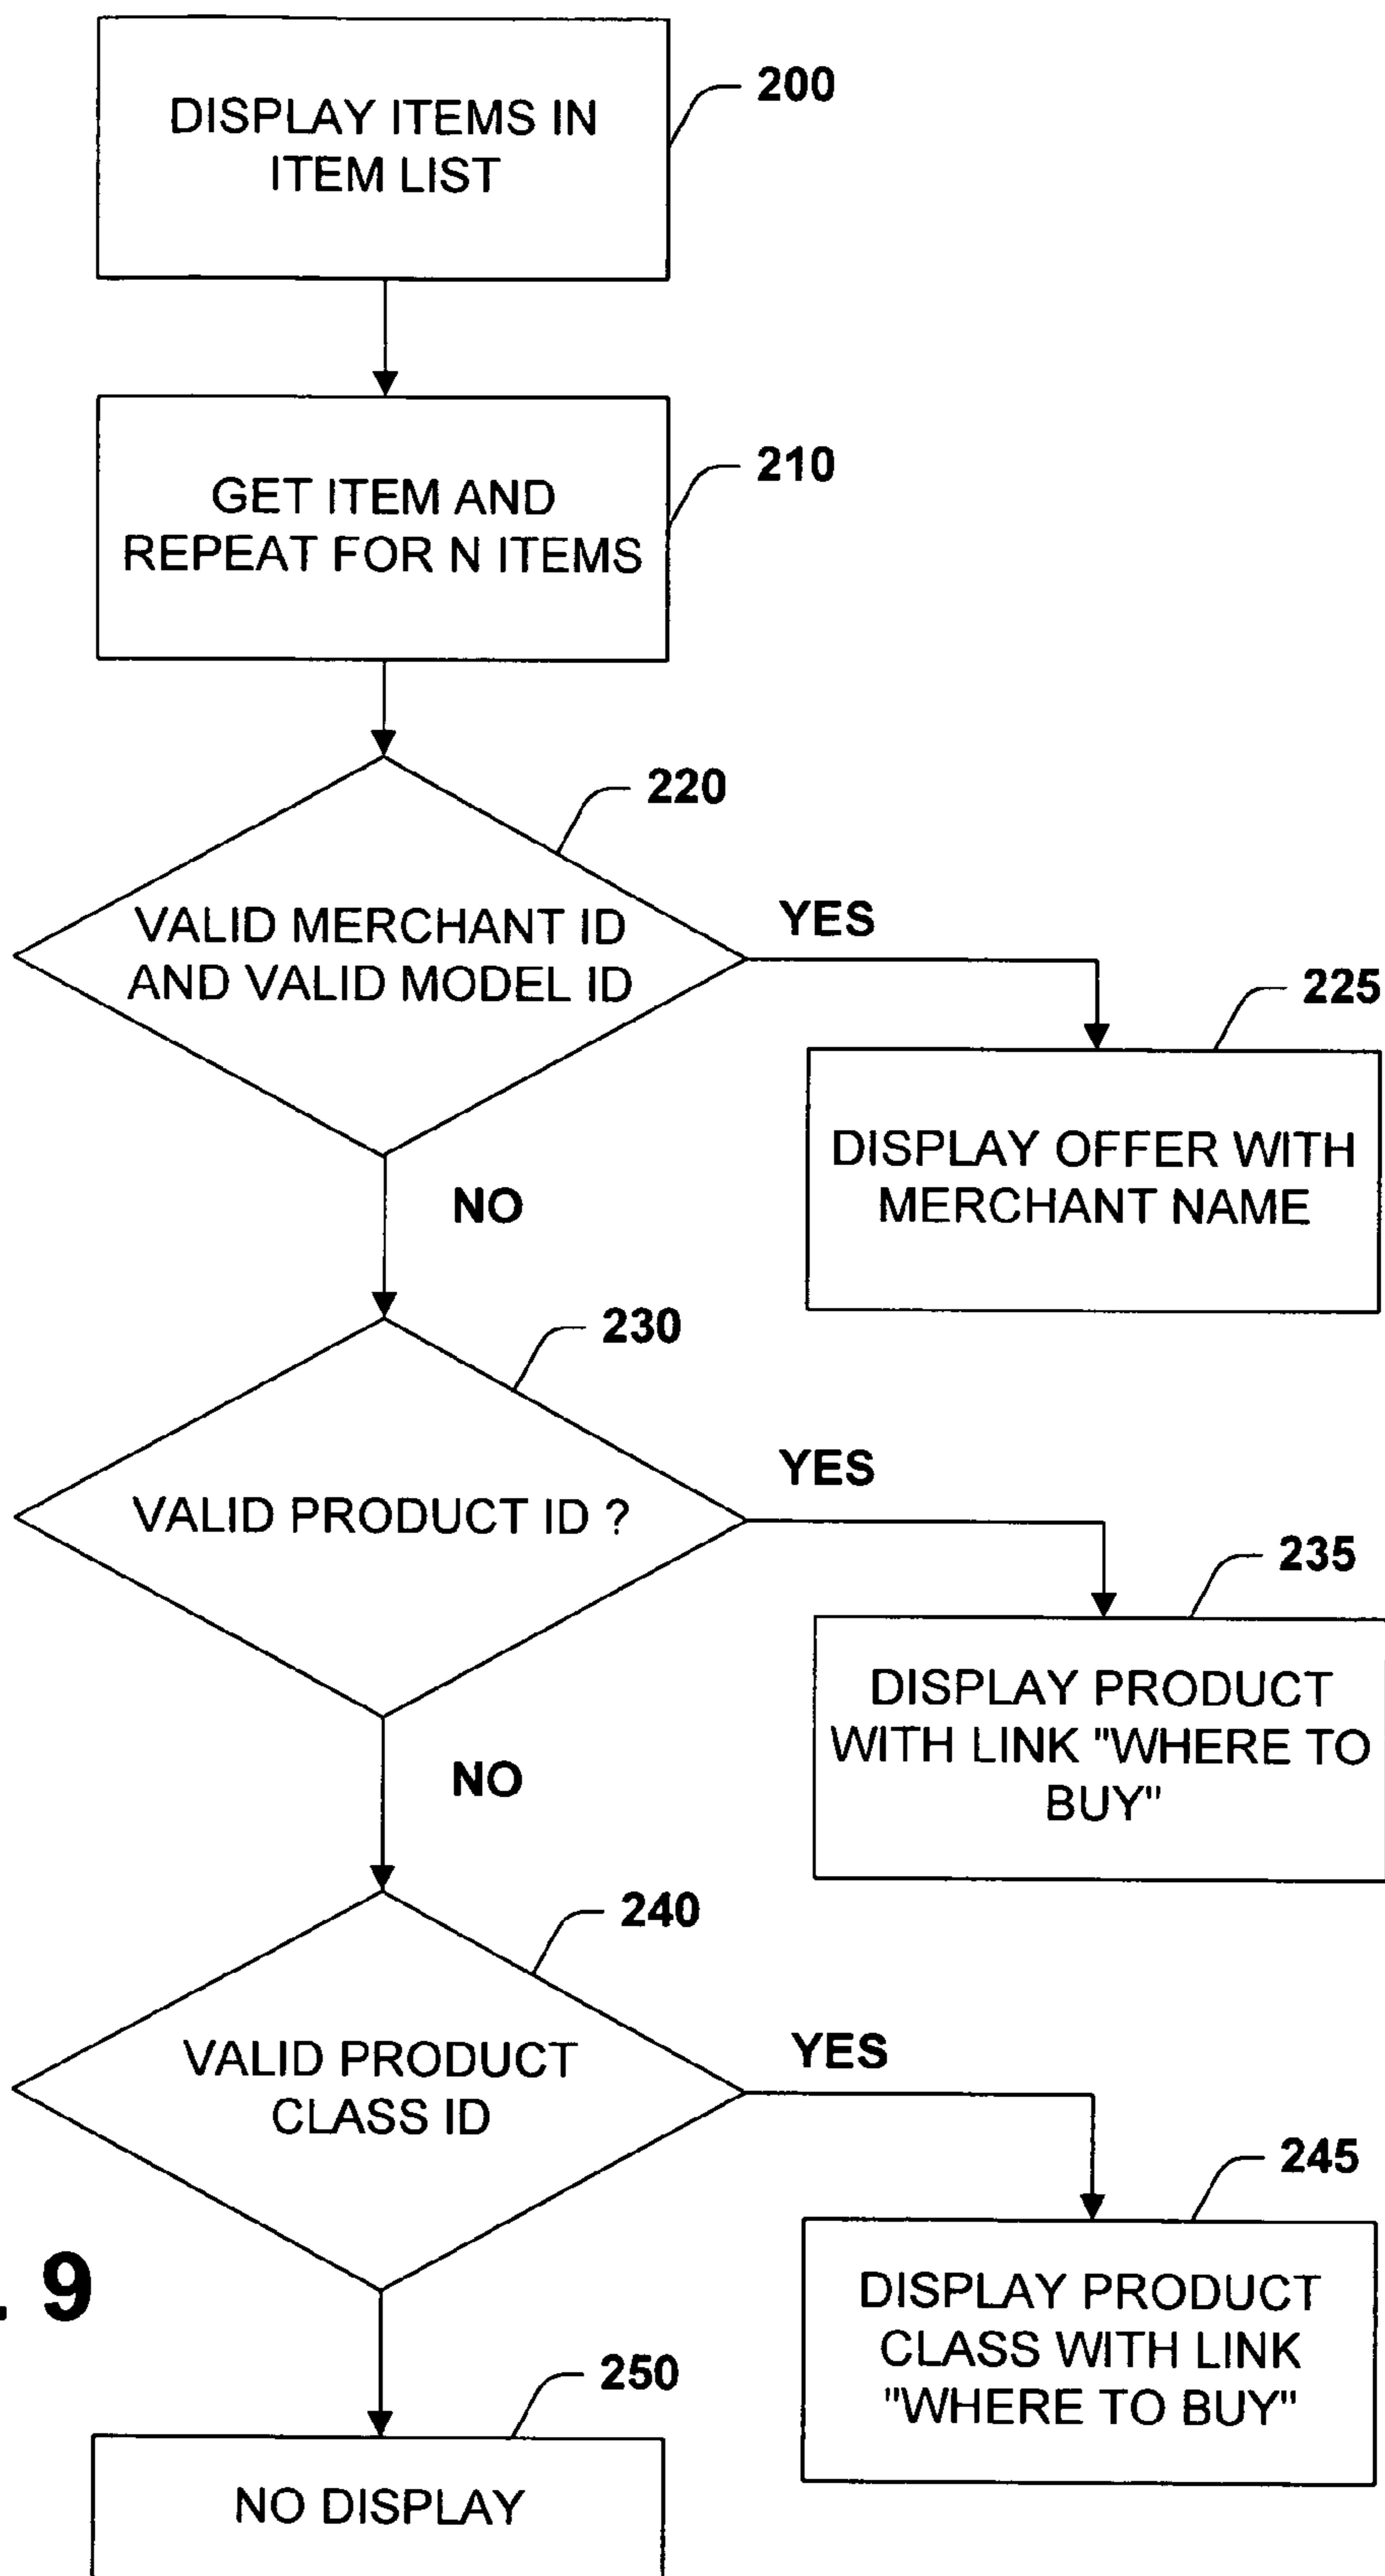 DISPLAY ITEMS IN
ITEM LIST
200
GET ITEM AND
REPEAT FOR N ITEMS
210
220
VALID MERCHANT ID
AND VALID MODEL ID
YES
225
DISPLAY OFFER WITH
MERCHANT NAME
NO
230
VALID PRODUCT ID ?
YES
235
DISPLAY PRODUCT
WITH LINK "WHERE TO
BUY"
NO
240
VALID PRODUCT
CLASS ID
YES
245
DISPLAY PRODUCT
CLASS WITH LINK
"WHERE TO BUY"
. 9
250
NO DISPLAY